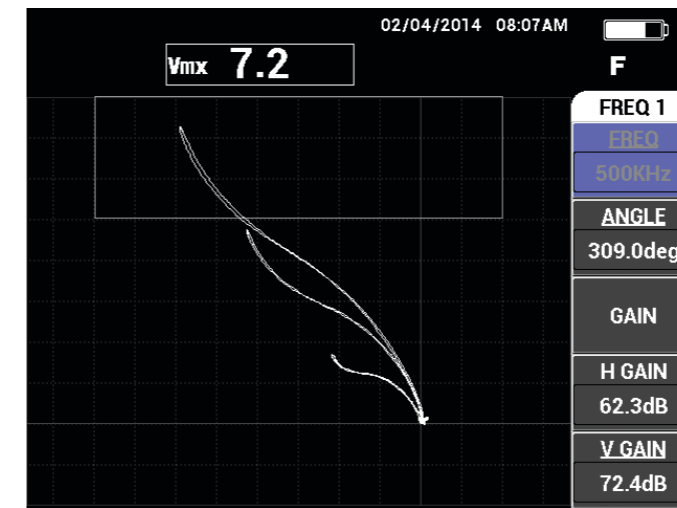 02/04/2014 08:07AM
Vmx 7.2
F
FREQ 1
FREQ
500KHz
ANGLE
309.0deg
GAIN
H GAIN
62.3dB
V GAIN
72.4dB